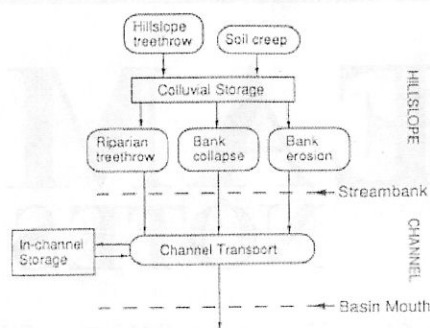 Hillslope
treethrow
Soil creep
Colluvial Storage
Riparian
treethrow
Bank
collapse
Bank
erosion
HILLSLOPE
Streambank
In-channel
Storage
Channel Transport
CHANNEL
Basin Mouth